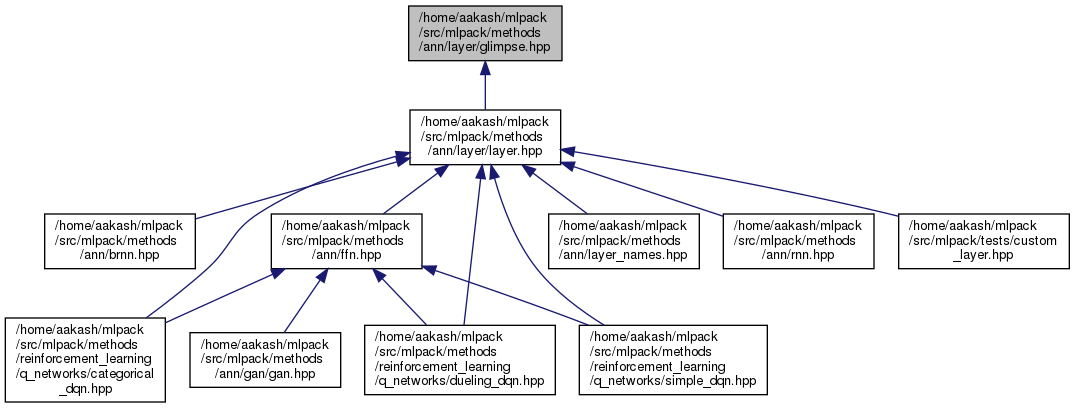 /home/aakash/mlpack
/src/mlpack/methods
/ann/layer/glimpse.hpp
/home/aakash/mlpack
/src/mlpack/methods
/ann/layer/layer.hpp
/home/aakash/mlpack
/src/mlpack/methods
/ann/brnn.hpp
/home/aakash/mlpack
/src/mlpack/methods
/ann/ffn.hpp
/home/aakash/mlpack
/src/mlpack/methods
/ann/layer_names.hpp
/home/aakash/mlpack
/src/mlpack/methods
/ann/rnn.hpp
/home/aakash/mlpack
/src/mlpack/tests/custom
_layer.hpp
/home/aakash/mlpack
/src/mlpack/methods
/reinforcement_learning
/q_networks/categorical
_dqn.hpp
/home/aakash/mlpack
/src/mlpack/methods
/ann/gan/gan.hpp
/home/aakash/mlpack
/src/mlpack/methods
/reinforcement_learning
/q_networks/dueling_dqn.hpp
/home/aakash/mlpack
/src/mlpack/methods
/reinforcement_learning
/q_networks/simple_dqn.hpp